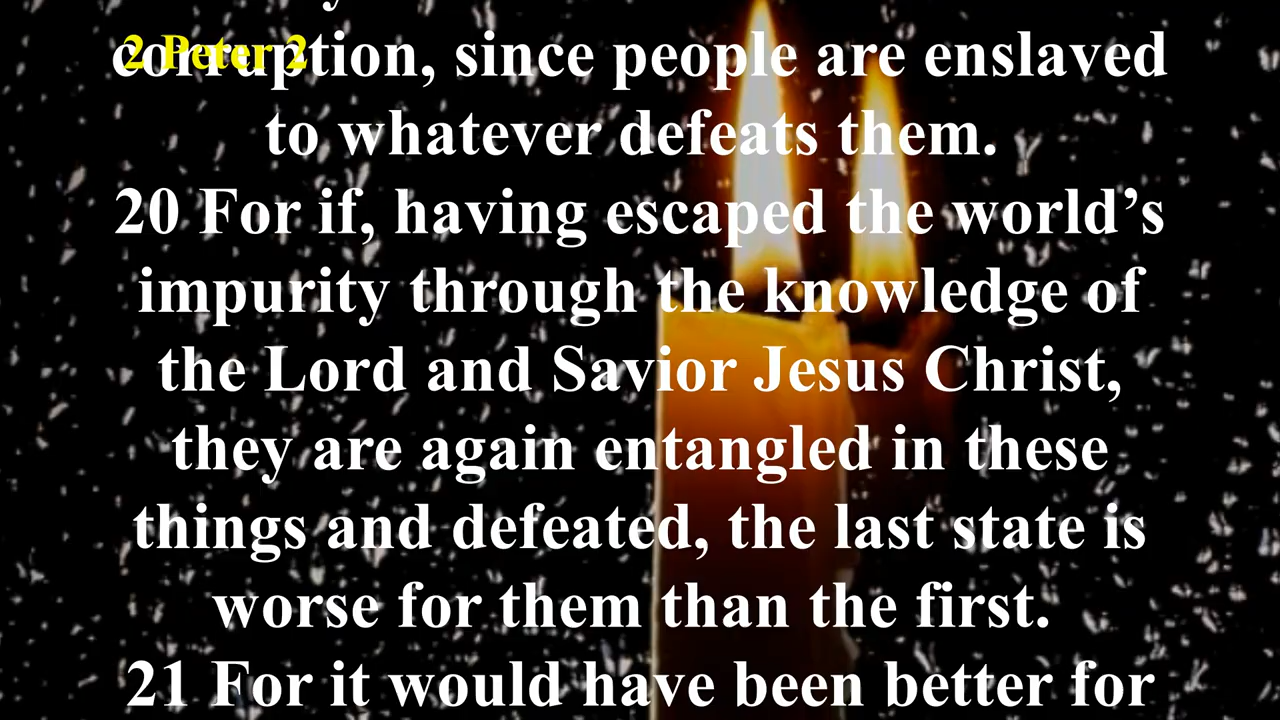 2 Peter 2
corruption, since people are enslaved
to whatever defeats them.
20 For if, having escaped the world’s
impurity through the knowledge of
the Lord and Savior Jesus Christ,
they are again entangled in these
things and defeated, the last state is
worse for them than the first.
21 For it would have been better for